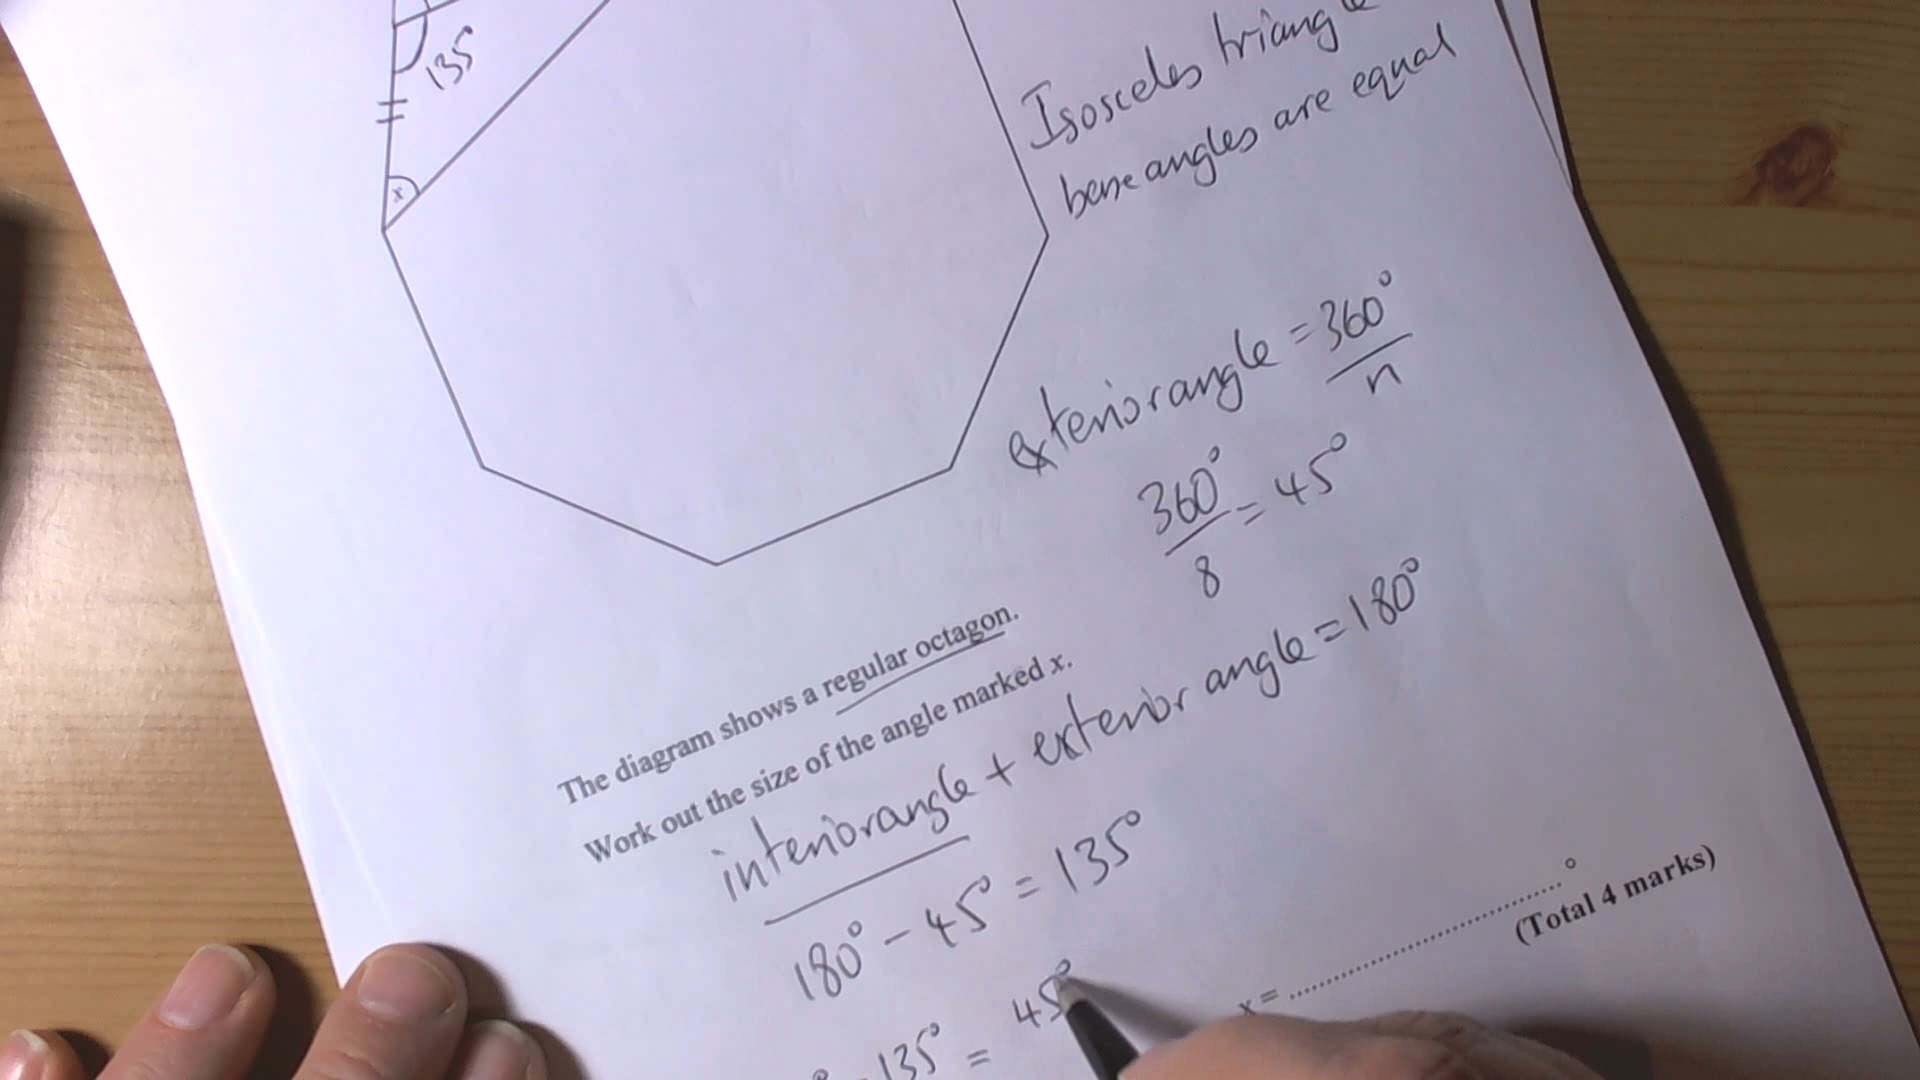 135°
x
Isosceles triangle
base angles are equal
exterior angle = 360°
n
360° = 45°
8
The diagram shows a regular octagon.
Work out the size of the angle marked x.
interior angle + exterior angle = 180°
180° - 45° = 135°
135° = 45°
x = ........................................°
(Total 4 marks)